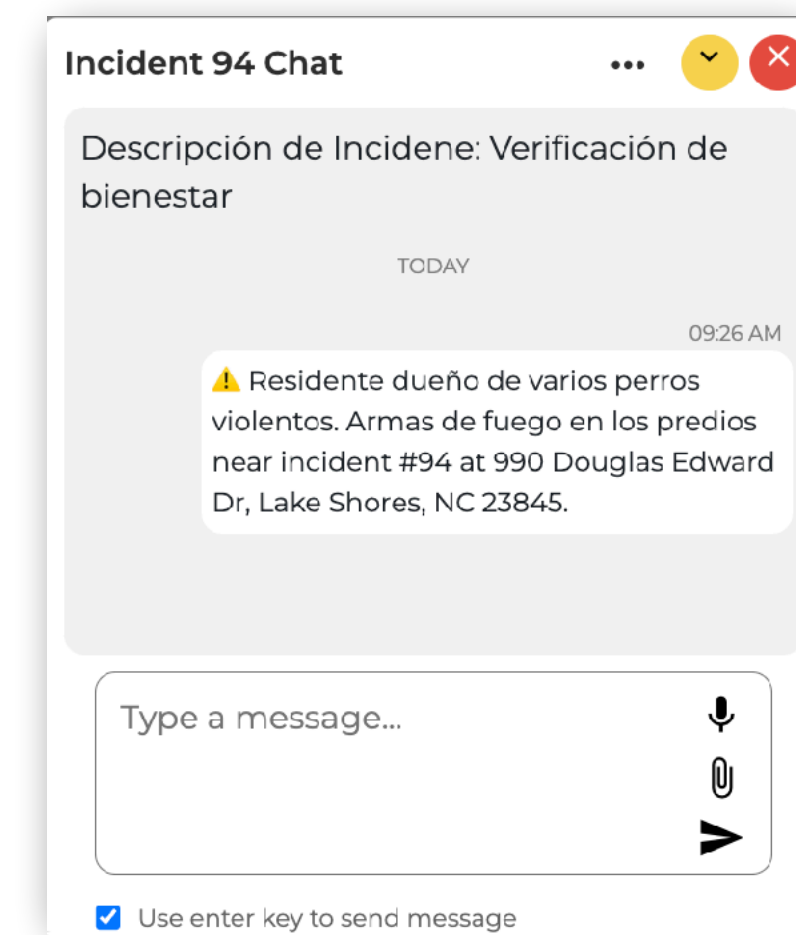 Incident 94 Chat
Descripción de Incidene: Verificación de
bienestar
TODAY
09:26 AM
⚠️ Residente dueño de varios perros
violentos. Armas de fuego en los predios
near incident #94 at 990 Douglas Edward
Dr, Lake Shores, NC 23845.
Type a message...
Use enter key to send message